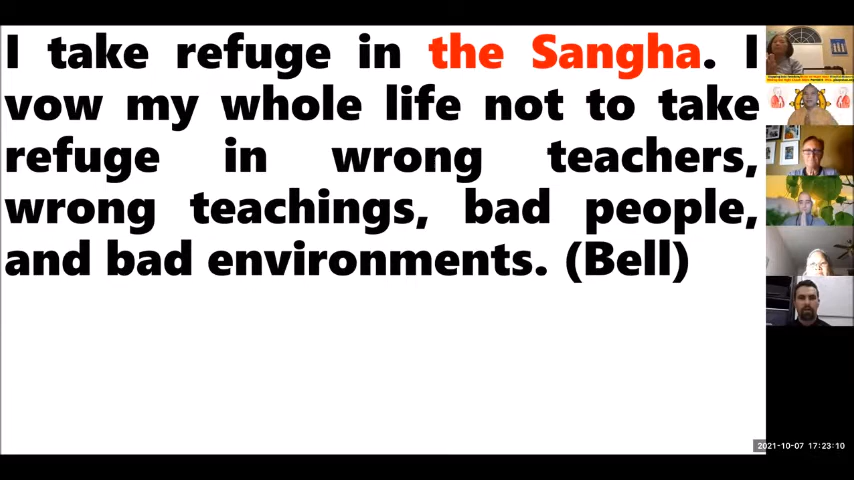 I take refuge in the Sangha. I
vow my whole life not to take
refuge in wrong teachers,
wrong teachings, bad people,
and bad environments. (Bell)
2021-10-07 17:23:10